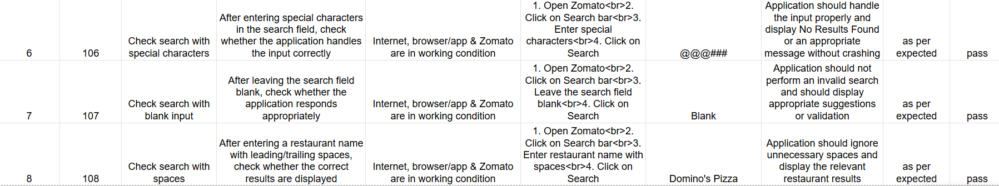 6
106
Check search with
special characters
After entering special characters
in the search field, check
whether the application handles
the input correctly
Internet, browser/app & Zomato
are in working condition
1. Open Zomato<br>2.
Click on Search bar<br>3.
Enter special
characters<br>4. Click on
Search
@@@###
Application should handle
the input properly and
display No Results Found
or an appropriate
message without crashing
as per
expected
pass
7
107
Check search with
blank input
After leaving the search field
blank, check whether the
application responds
appropriately
Internet, browser/app & Zomato
are in working condition
1. Open Zomato<br>2.
Click on Search bar<br>3.
Leave the search field
blank<br>4. Click on
Search
Blank
Application should not
perform an invalid search
and should display
appropriate suggestions
or validation
as per
expected
pass
8
108
Check search with
spaces
After entering a restaurant name
with leading/trailing spaces,
check whether the correct
results are displayed
Internet, browser/app & Zomato
are in working condition
1. Open Zomato<br>2.
Click on Search bar<br>3.
Enter restaurant name with
spaces<br>4. Click on
Search
Domino's Pizza
Application should ignore
unnecessary spaces and
display the relevant
restaurant results
as per
expected
pass